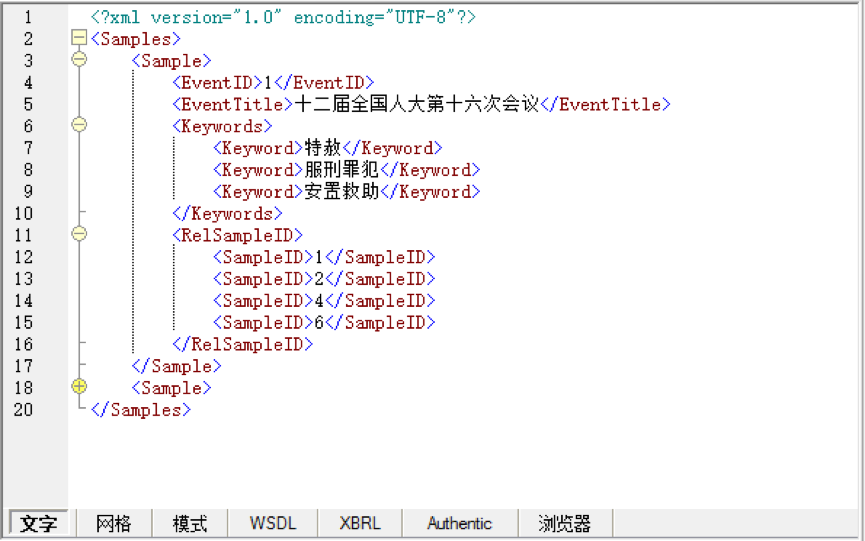 1 <?xml version="1.0" encoding="UTF-8"?>
2 <Samples>
3 <Sample>
4 <EventID>1</EventID>
5 <EventTitle>十二届全国人大第十六次会议</EventTitle>
6 <Keywords>
7 <Keyword>特赦</Keyword>
8 <Keyword>服刑罪犯</Keyword>
9 <Keyword>安置救助</Keyword>
10 </Keywords>
11 <RelSampleID>
12 <SampleID>1</SampleID>
13 <SampleID>2</SampleID>
14 <SampleID>4</SampleID>
15 <SampleID>6</SampleID>
16 </RelSampleID>
17 </Sample>
18 <Sample>
20 </Samples>
文字 网格 模式 WSDL XBRL Authentic 浏览器